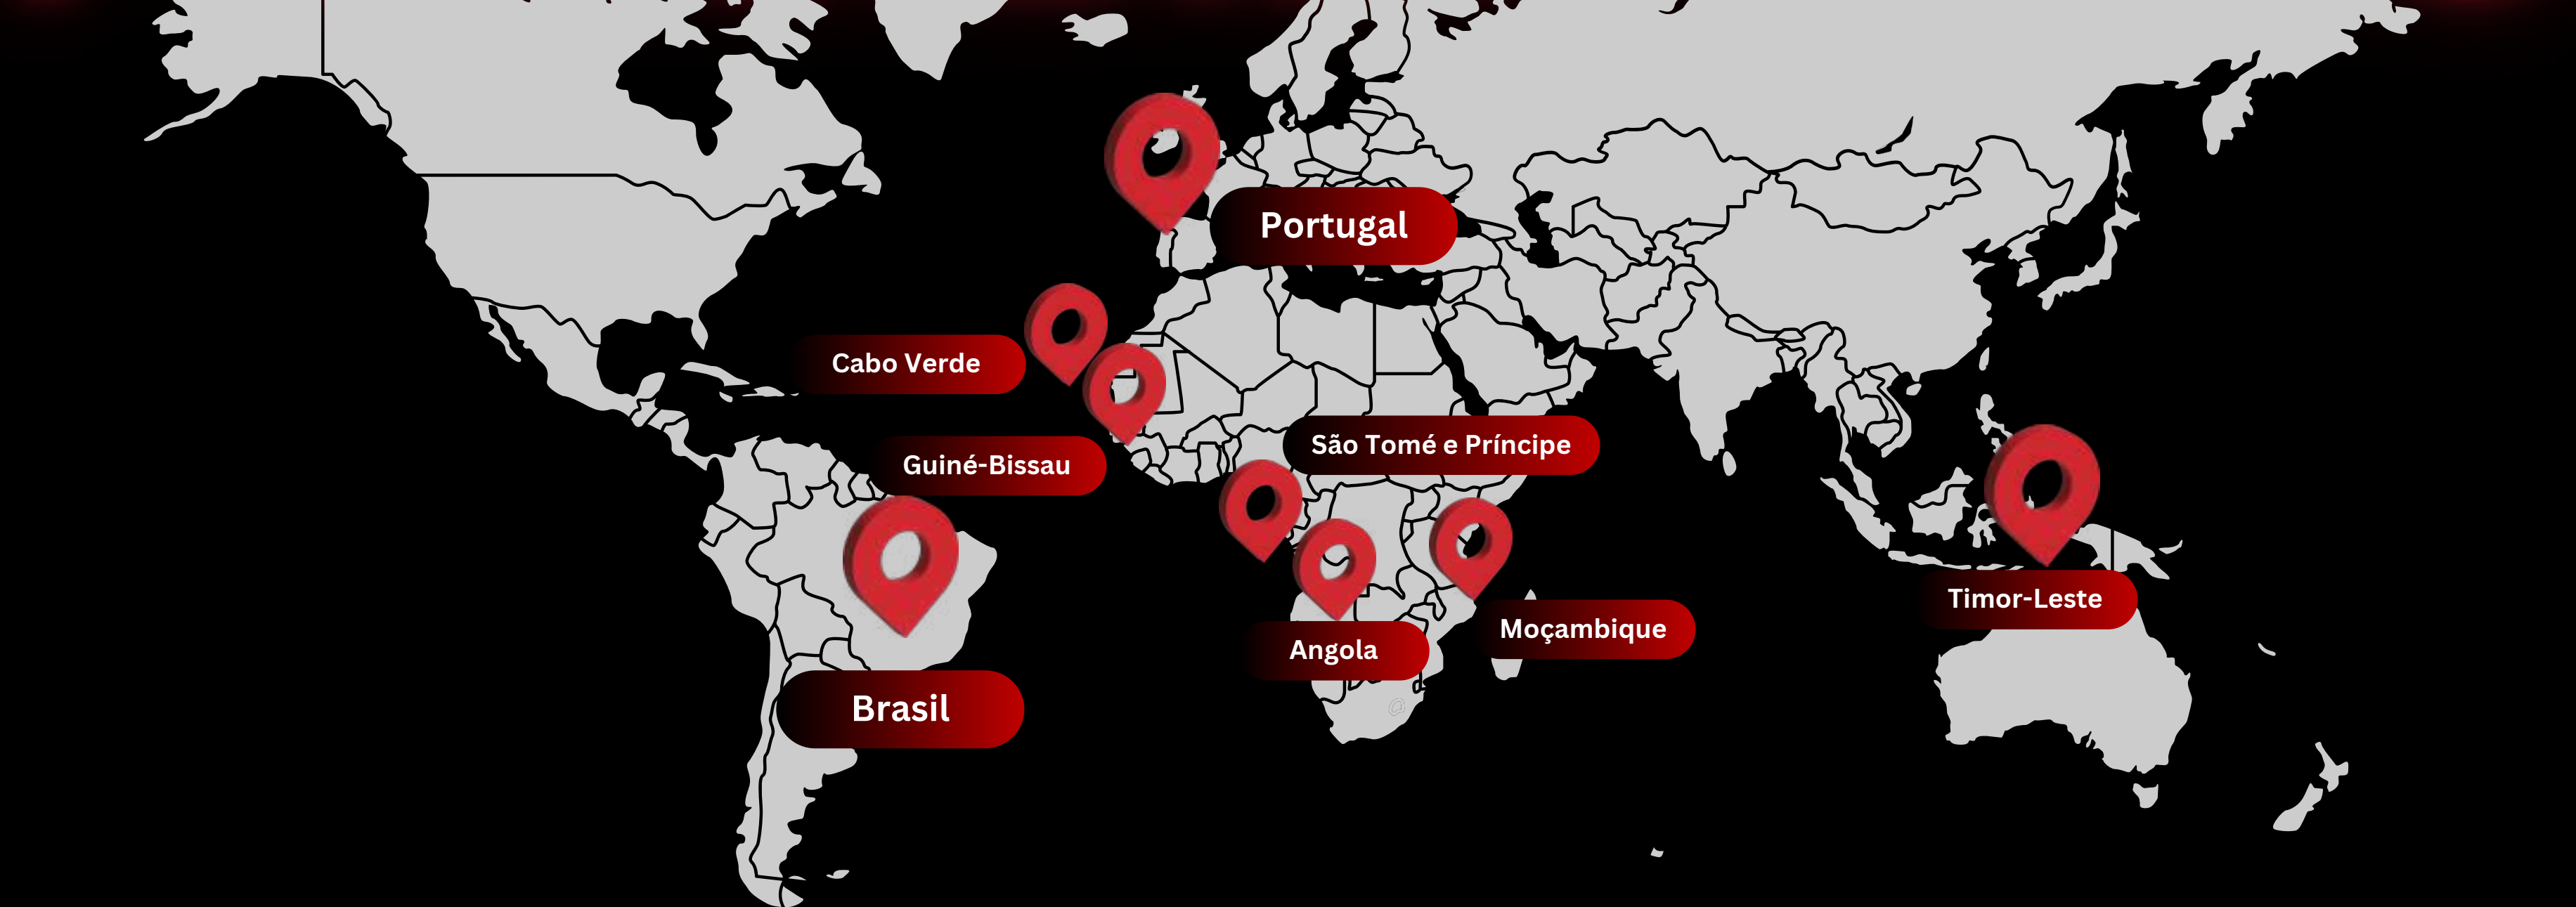 Portugal
Cabo Verde
São Tomé e Príncipe
Guiné-Bissau
Timor-Leste
Moçambique
Angola
Brasil